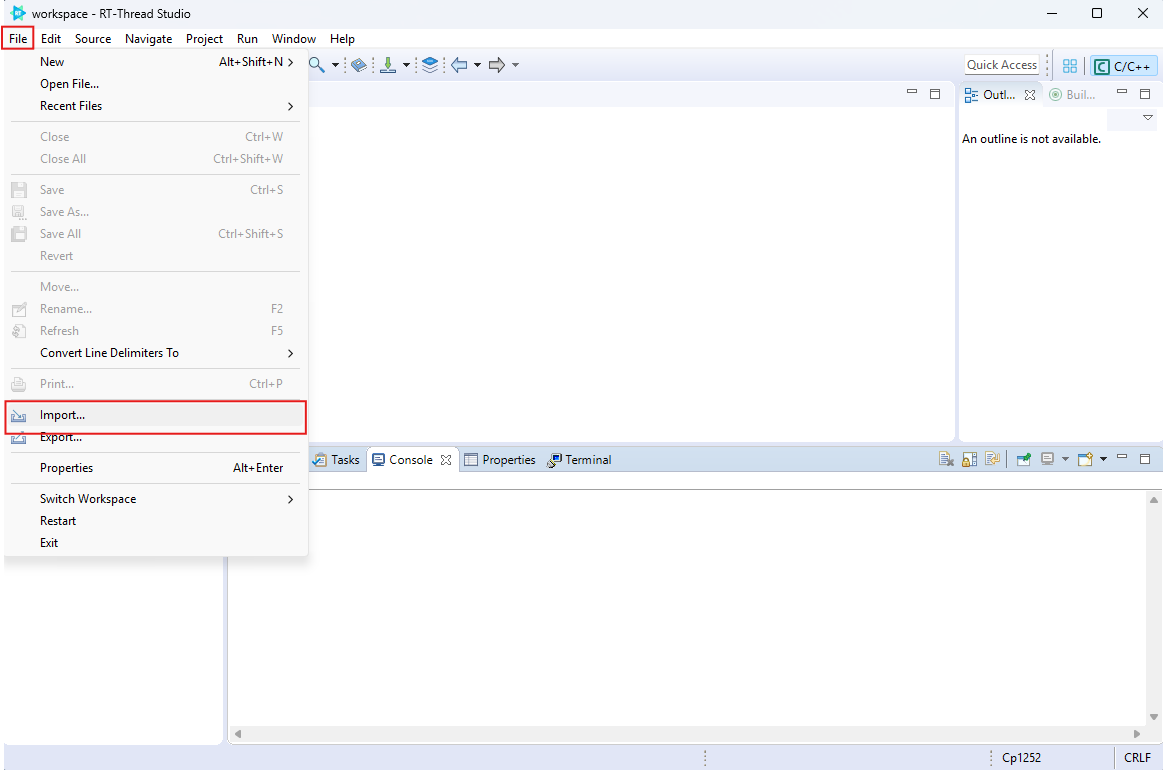 workspace - RT-Thread Studio
File Edit Source Navigate Project Run Window Help
New Alt+Shift+N
Open File...
Recent Files
Close Ctrl+W
Close All Ctrl+Shift+W
Save Ctrl+S
Save As...
Save All Ctrl+Shift+S
Revert
Move...
Rename... F2
Refresh F5
Convert Line Delimiters To
Print... Ctrl+P
Import...
Export...
Properties Alt+Enter
Switch Workspace
Restart
Exit
Quick Access C/C++
Outl... Buil...
An outline is not available.
Tasks Console Properties Terminal
Cp1252 CRLF